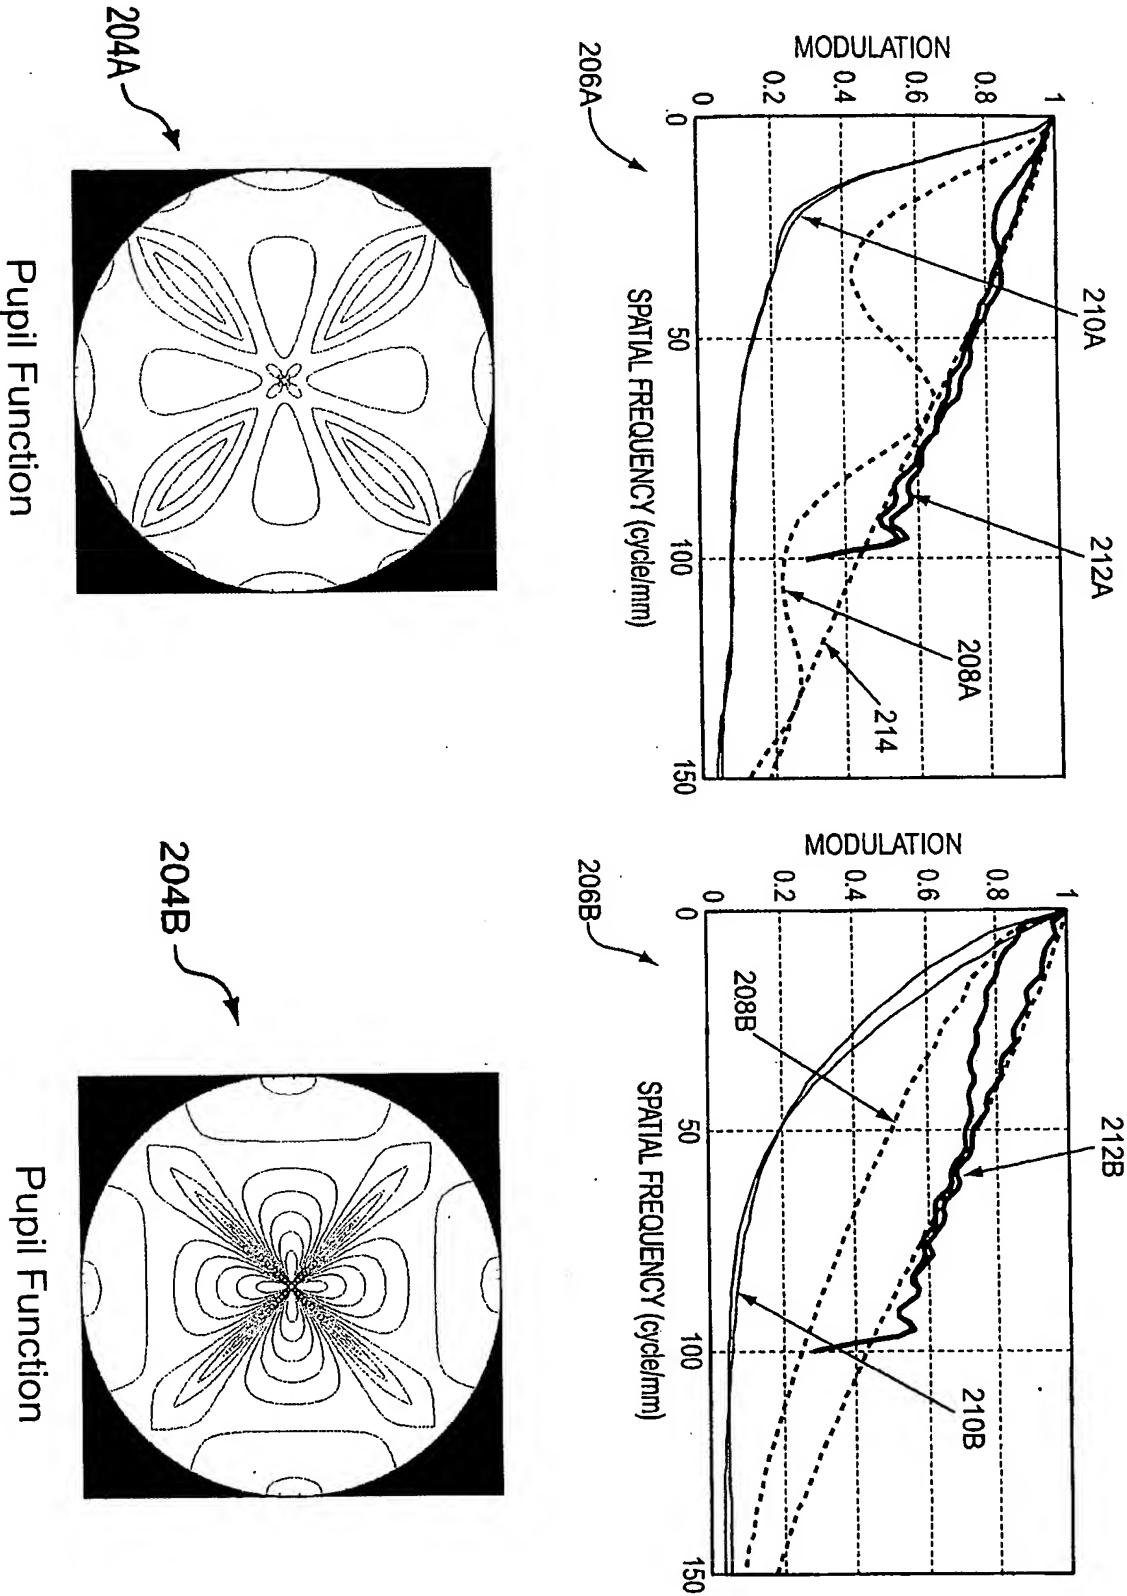 MODULATION
1
0.8
0.6
0.4
0.2
0
.0
50
100
150
SPATIAL FREQUENCY (cycle/mm)
206A
210A
212A
208A
214
MODULATION
1
0.8
0.6
0.4
0.2
0
0
50
100
150
SPATIAL FREQUENCY (cycle/mm)
206B
208B
212B
210B
204A
Pupil Function
204B
Pupil Function